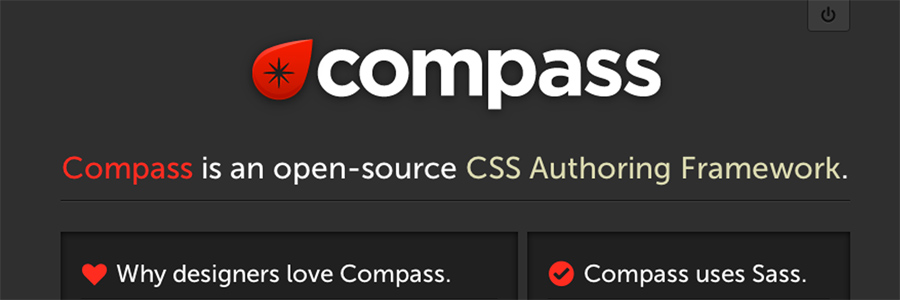 compass
Compass is an open-source CSS Authoring Framework.
Why designers love Compass.
Compass uses Sass.